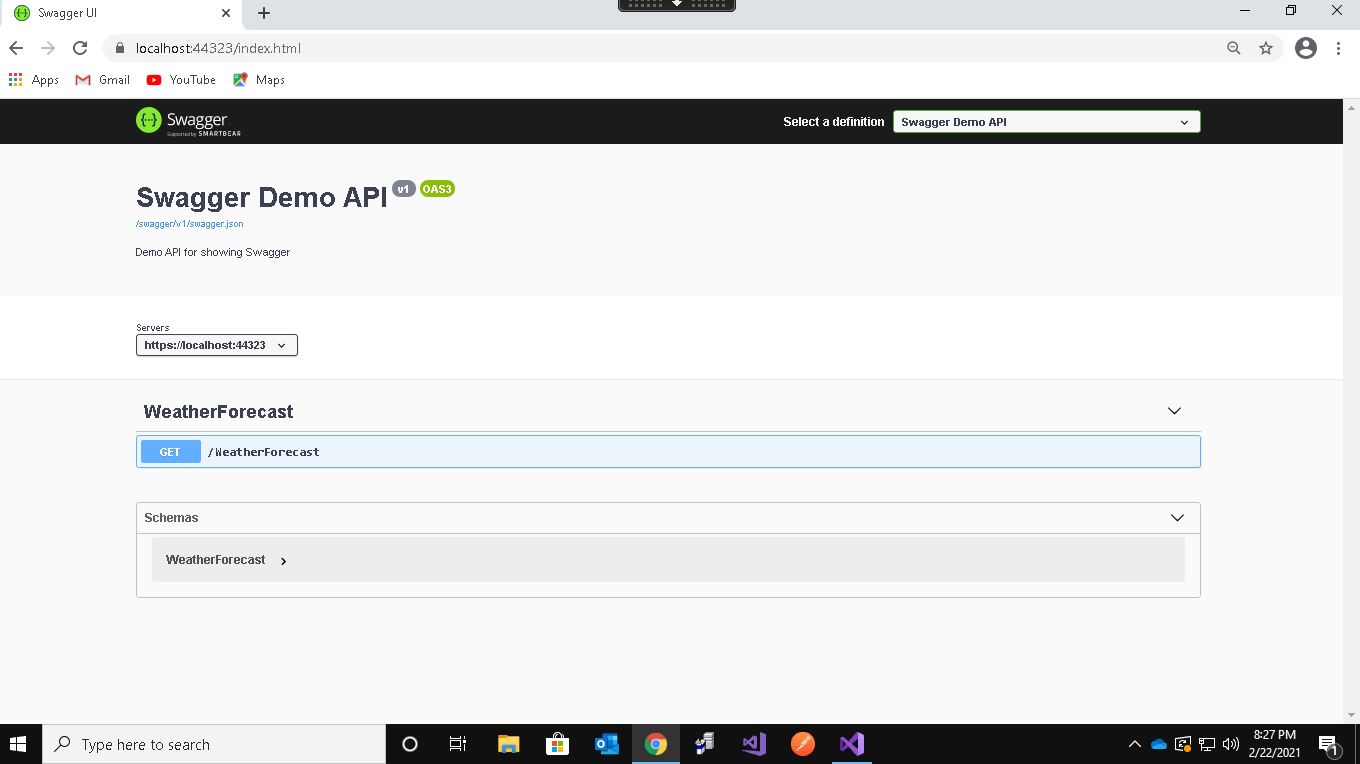 Swagger UI
localhost:44323/index.html
Apps Gmail YouTube Maps
Swagger
Supported by SMARTBEAR
Select a definition Swagger Demo API
Swagger Demo API v1 OAS3
/swagger/v1/swagger.json
Demo API for showing Swagger
Servers
https://localhost:44323
WeatherForecast
GET /WeatherForecast
Schemas
WeatherForecast
Type here to search
8:27 PM
2/22/2021
1